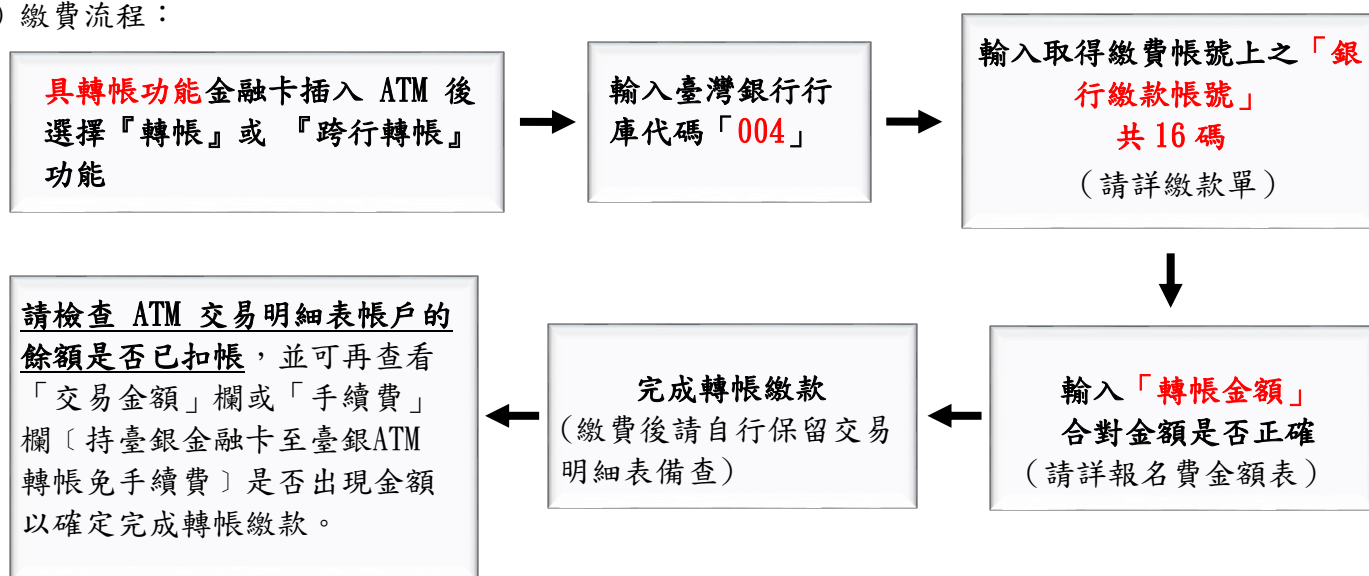 ) 繳費流程：
具轉帳功能金融卡插入 ATM 後
選擇『轉帳』或 『跨行轉帳』
功能
輸入臺灣銀行行
庫代碼「004」
輸入取得繳費帳號上之「銀
行繳款帳號」
共 16 碼
（請詳繳款單）
輸入「轉帳金額」
合對金額是否正確
（請詳報名費金額表）
完成轉帳繳款
(繳費後請自行保留交易
明細表備查)
請檢查 ATM 交易明細表帳戶的
餘額是否已扣帳，並可再查看
「交易金額」欄或「手續費」
欄〔持臺銀金融卡至臺銀ATM
轉帳免手續費〕是否出現金額
以確定完成轉帳繳款。